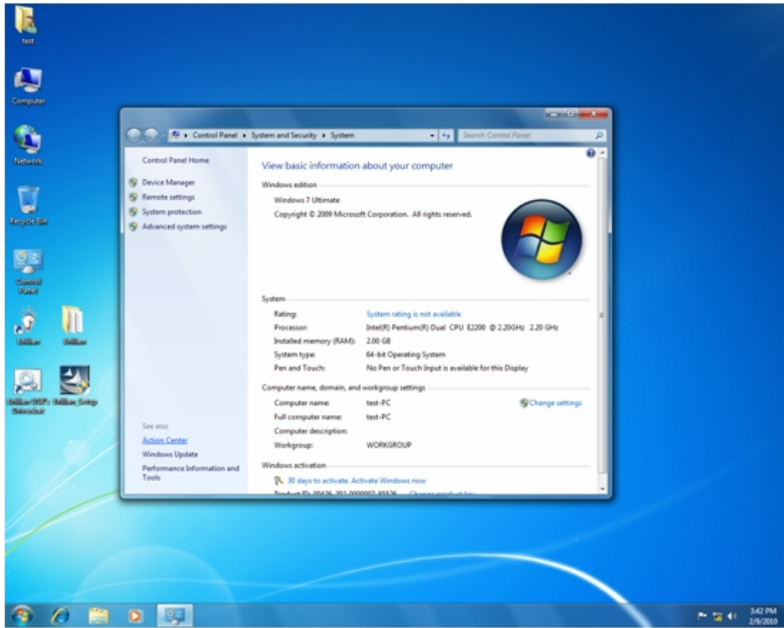 test
Computer
Network
Recycle Bin
Control
Panel
Control Panel
System and Security
System
Search Control Panel
Control Panel Home
Device Manager
Remote settings
System protection
Advanced system settings
See also
Action Center
Windows Update
Performance Information and
Tools
View basic information about your computer
Windows edition
Windows 7 Ultimate
Copyright © 2009 Microsoft Corporation. All rights reserved.
System
Rating: System rating is not available
Processor: Intel(R) Pentium(R) Dual CPU E2200 @ 2.20GHz 2.20 GHz
Installed memory (RAM): 2.00 GB
System type: 64-bit Operating System
Pen and Touch: No Pen or Touch Input is available for this Display
Computer name, domain, and workgroup settings
Computer name: test-PC
Change settings
Full computer name: test-PC
Computer description:
Workgroup: WORKGROUP
Windows activation
30 days to activate. Activate Windows now
Product ID: Change product key
3:42 PM
2/9/2010